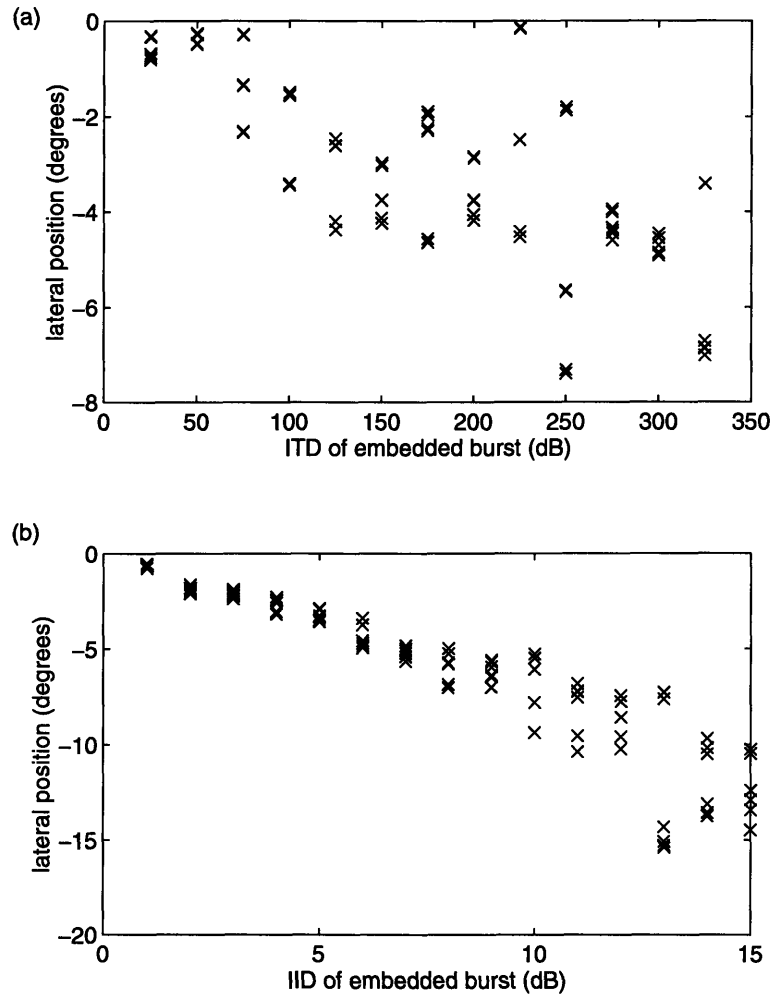 (a)
0
−2
−4
−6
−8
lateral position (degrees)
0 50 100 150 200 250 300 350
ITD of embedded burst (dB)
(b)
0
−5
−10
−15
−20
lateral position (degrees)
0 5 10 15
IID of embedded burst (dB)